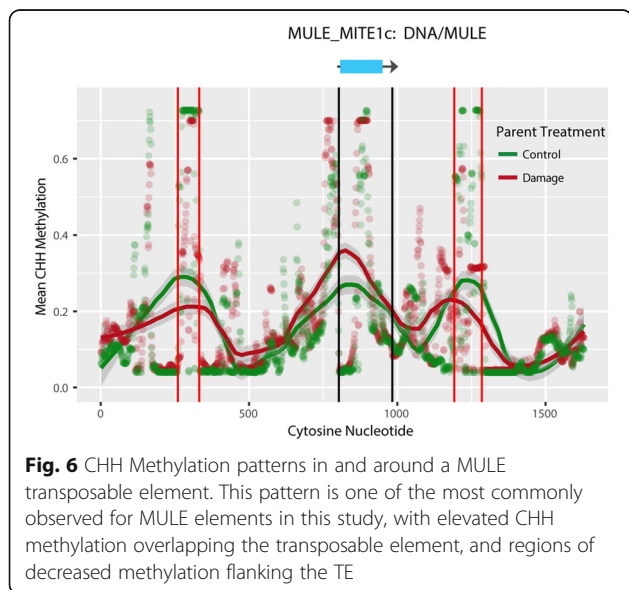 MULE_MITE1c: DNA/MULE
Parent Treatment
Control
Damage
Mean CHH Methylation
0.6
0.4
0.2
0.0
0
500
1000
1500
Cytosine Nucleotide
Fig. 6 CHH Methylation patterns in and around a MULE
transposable element. This pattern is one of the most commonly
observed for MULE elements in this study, with elevated CHH
methylation overlapping the transposable element, and regions of
decreased methylation flanking the TE